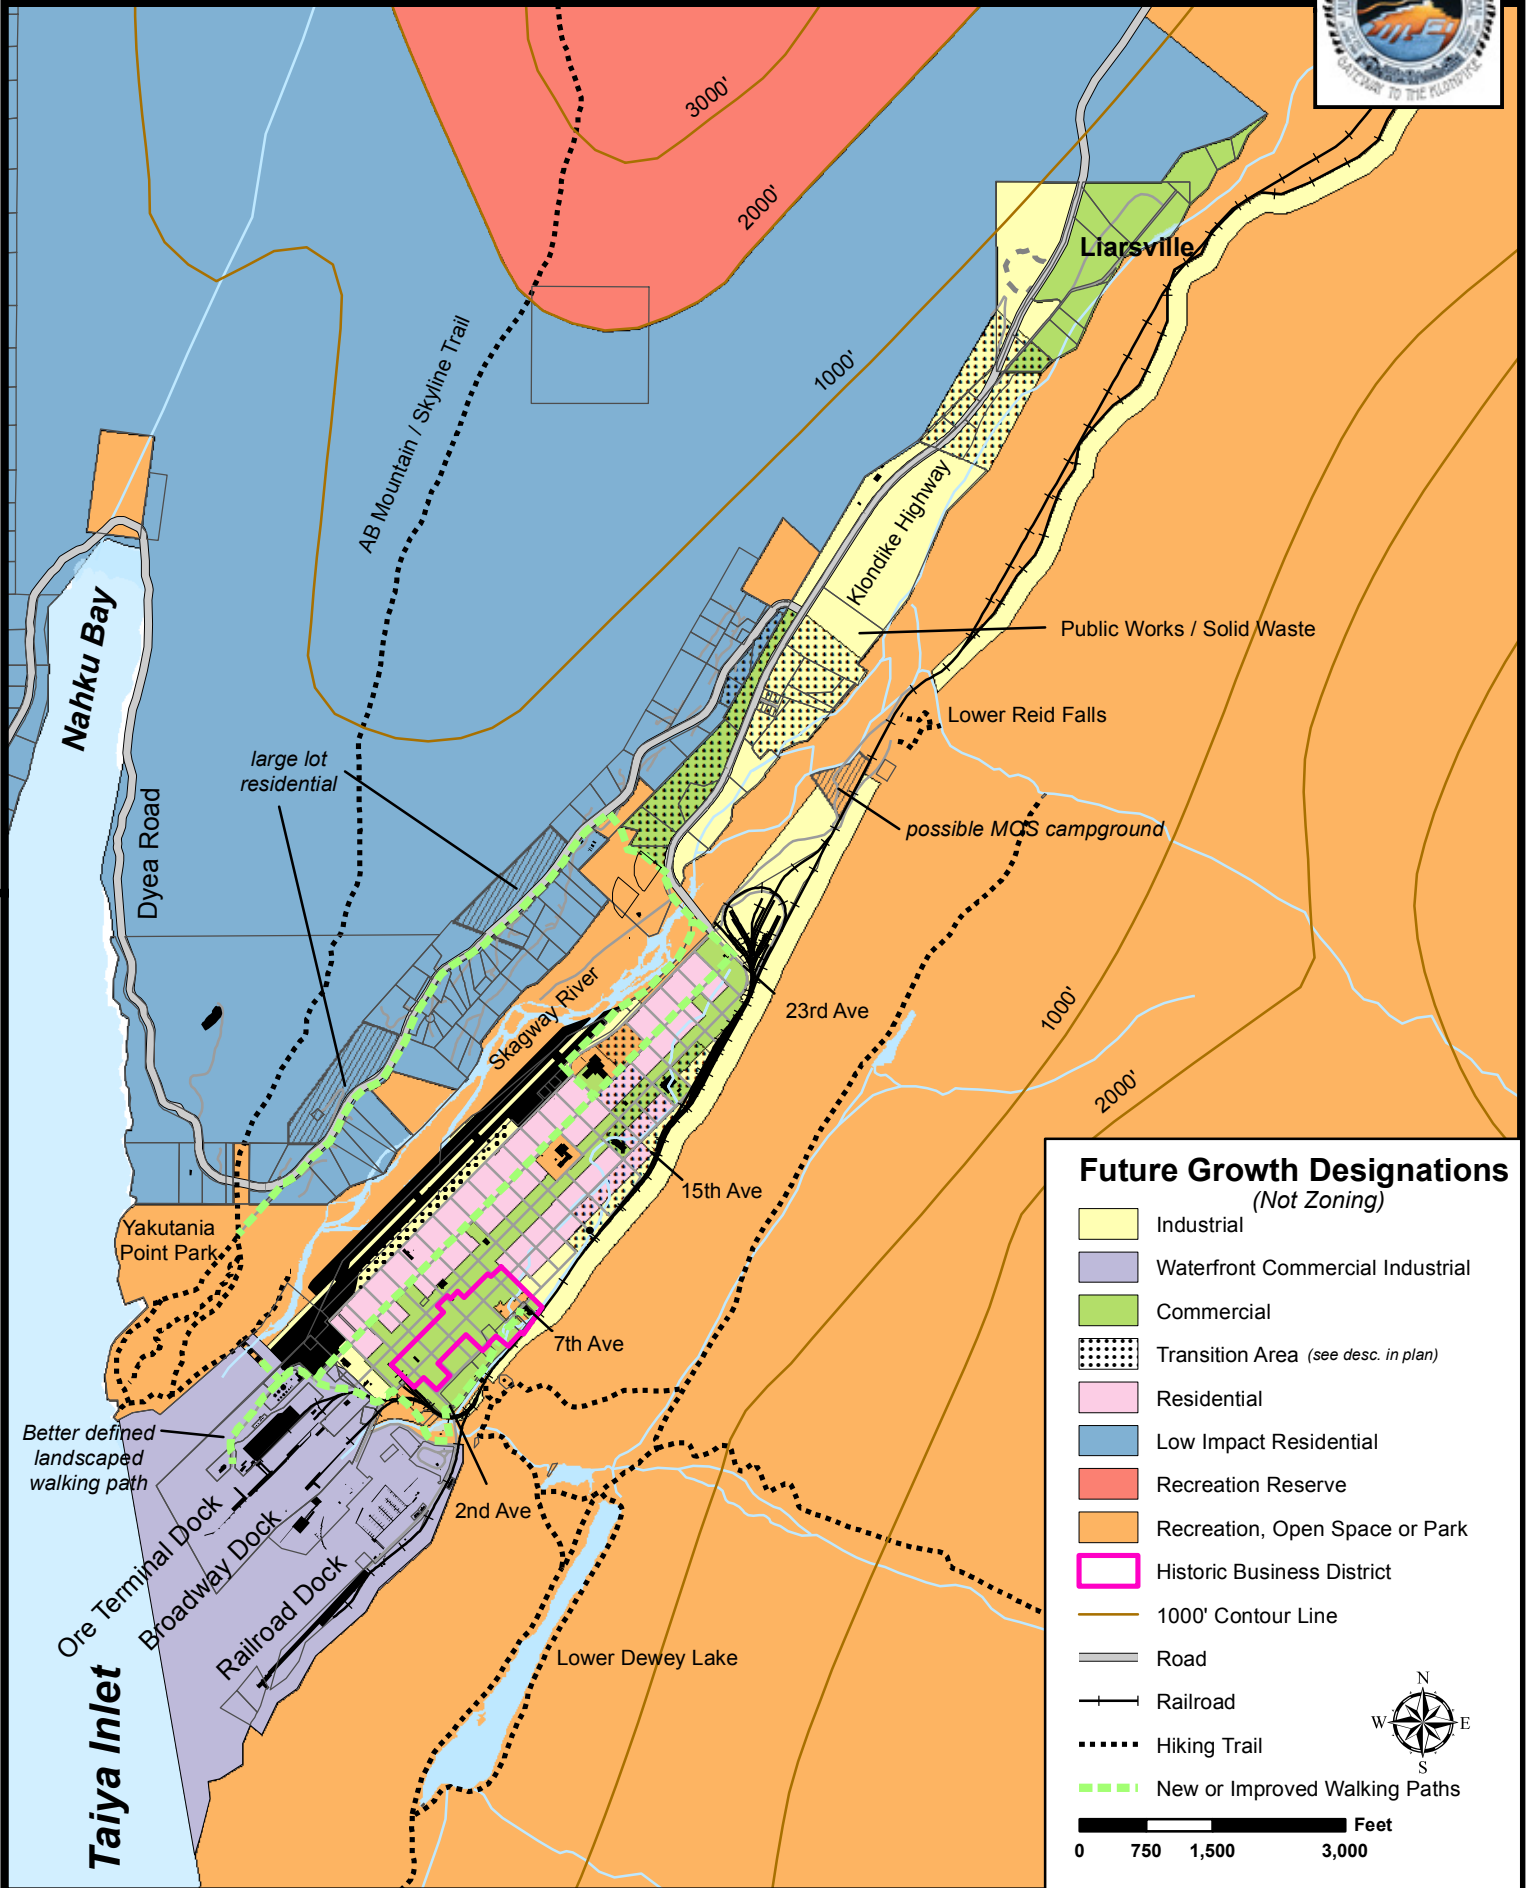 GATEWAY TO THE KLONDIKE
3000'
2000'
Liarsville
1000'
AB Mountain / Skyline Trail
Klondike Highway
Nahku Bay
Public Works / Solid Waste
Lower Reid Falls
large lot
residential
possible MOS campground
Dyea Road
Skagway River
23rd Ave
1000'
2000'
15th Ave
Yakutania
Point Park
7th Ave
Better defined
landscaped
walking path
2nd Ave
Ore Terminal Dock
Broadway Dock
Railroad Dock
Lower Dewey Lake
Taiya Inlet
Future Growth Designations
(Not Zoning)
Industrial
Waterfront Commercial Industrial
Commercial
Transition Area (see desc. in plan)
Residential
Low Impact Residential
Recreation Reserve
Recreation, Open Space or Park
Historic Business District
1000' Contour Line
Road
Railroad
Hiking Trail
New or Improved Walking Paths
N
W E
S
Feet
0 750 1,500 3,000